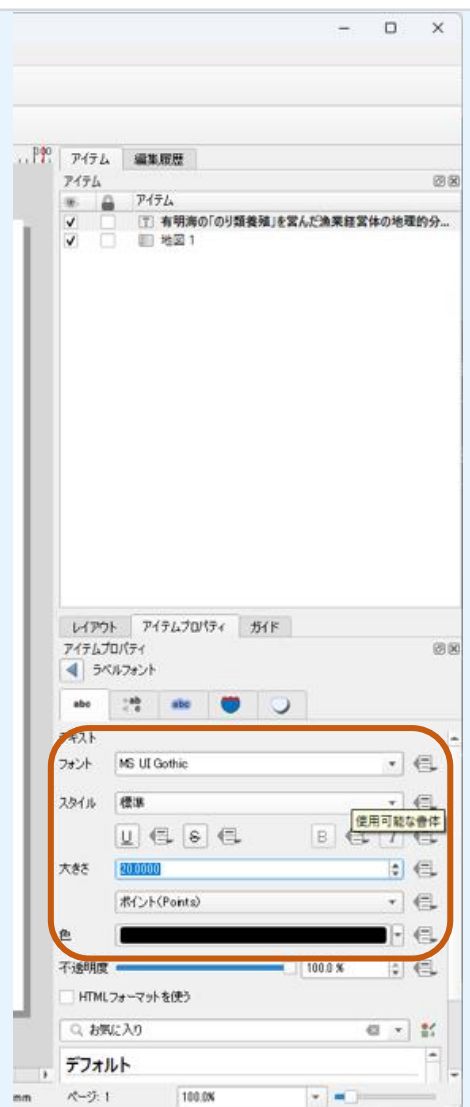 アイテム 編集履歴
アイテム
アイテム
有明海の「のり類養殖」を営んだ漁業経営体の地理的分...
地図 1
レイアウト アイテムプロパティ ガイド
アイテムプロパティ
ラベルフォント
abc ab abc
テキスト
フォント MS UI Gothic
スタイル 標準
使用可能な書体
U S B I
大きさ 20.0000
ポイント(Points)
色
不透明度 100.0 %
HTMLフォーマットを使う
お気に入り
デフォルト
mm ページ: 1 100.0%